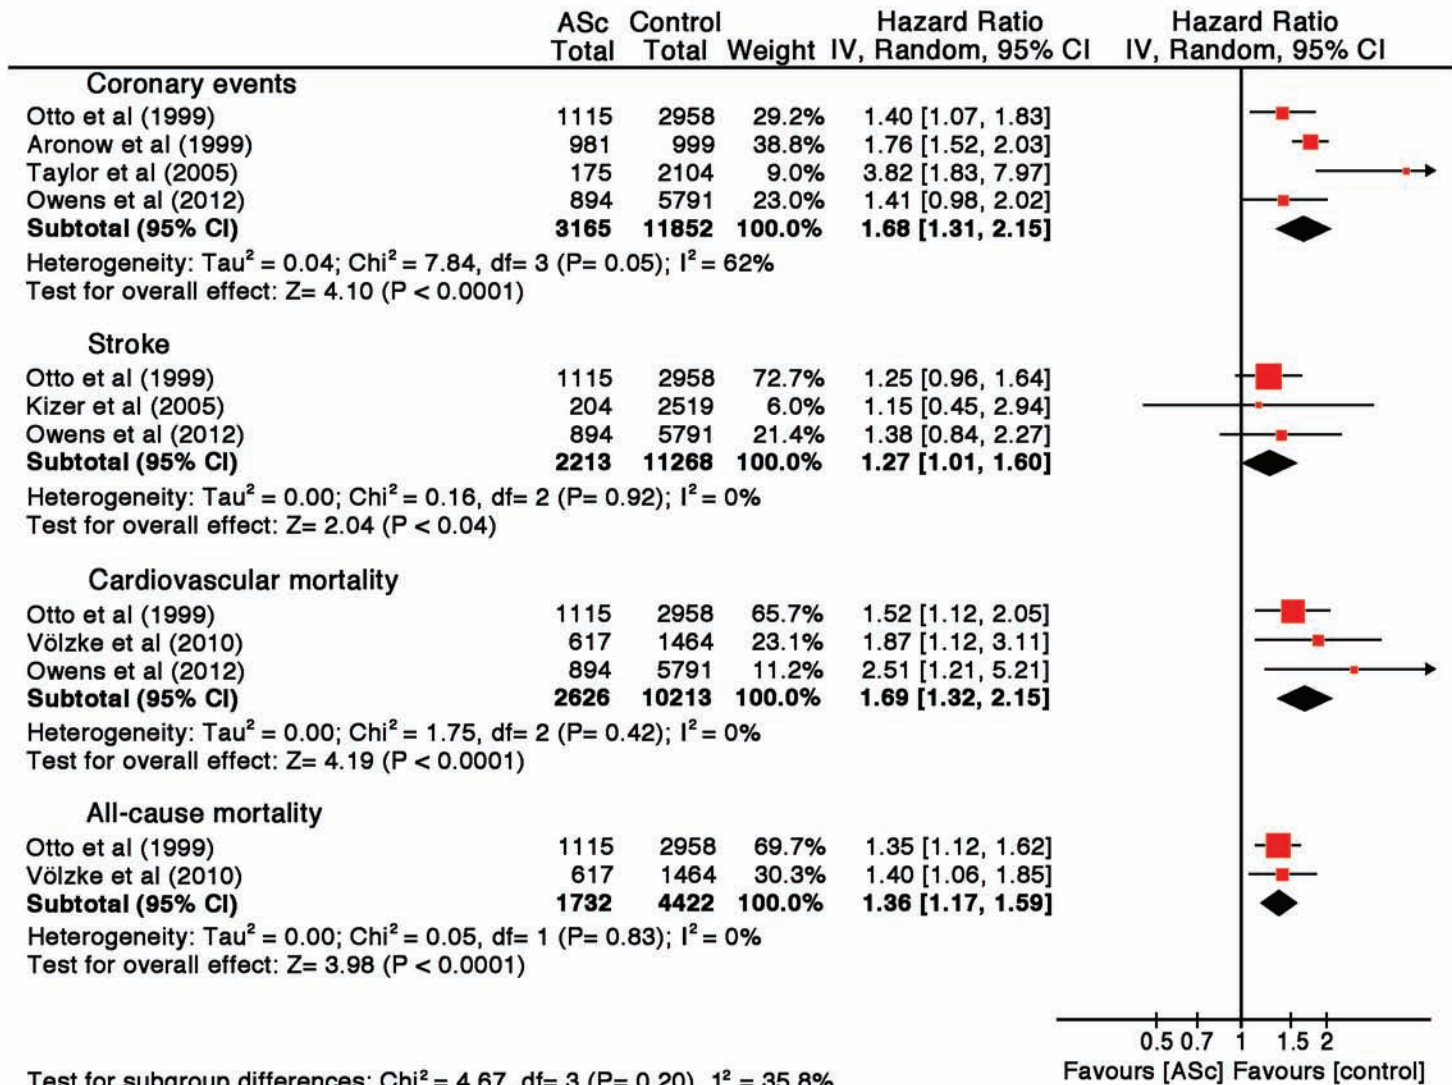 ASc Control Hazard Ratio Hazard Ratio
Total Total Weight IV, Random, 95% CI IV, Random, 95% CI
Coronary events
Otto et al (1999) 1115 2958 29.2% 1.40 [1.07, 1.83]
Aronow et al (1999) 981 999 38.8% 1.76 [1.52, 2.03]
Taylor et al (2005) 175 2104 9.0% 3.82 [1.83, 7.97]
Owens et al (2012) 894 5791 23.0% 1.41 [0.98, 2.02]
Subtotal (95% CI) 3165 11852 100.0% 1.68 [1.31, 2.15]
Heterogeneity: Tau² = 0.04; Chi² = 7.84, df= 3 (P= 0.05); I² = 62%
Test for overall effect: Z= 4.10 (P < 0.0001)
Stroke
Otto et al (1999) 1115 2958 72.7% 1.25 [0.96, 1.64]
Kizer et al (2005) 204 2519 6.0% 1.15 [0.45, 2.94]
Owens et al (2012) 894 5791 21.4% 1.38 [0.84, 2.27]
Subtotal (95% CI) 2213 11268 100.0% 1.27 [1.01, 1.60]
Heterogeneity: Tau² = 0.00; Chi² = 0.16, df= 2 (P= 0.92); I² = 0%
Test for overall effect: Z= 2.04 (P < 0.04)
Cardiovascular mortality
Otto et al (1999) 1115 2958 65.7% 1.52 [1.12, 2.05]
Völzke et al (2010) 617 1464 23.1% 1.87 [1.12, 3.11]
Owens et al (2012) 894 5791 11.2% 2.51 [1.21, 5.21]
Subtotal (95% CI) 2626 10213 100.0% 1.69 [1.32, 2.15]
Heterogeneity: Tau² = 0.00; Chi² = 1.75, df= 2 (P= 0.42); I² = 0%
Test for overall effect: Z= 4.19 (P < 0.0001)
All-cause mortality
Otto et al (1999) 1115 2958 69.7% 1.35 [1.12, 1.62]
Völzke et al (2010) 617 1464 30.3% 1.40 [1.06, 1.85]
Subtotal (95% CI) 1732 4422 100.0% 1.36 [1.17, 1.59]
Heterogeneity: Tau² = 0.00; Chi² = 0.05, df= 1 (P= 0.83); I² = 0%
Test for overall effect: Z= 3.98 (P < 0.0001)
0.5 0.7 1 1.5 2
Favours [ASc] Favours [control]
Test for subgroup differences: Chi² = 4.67, df= 3 (P= 0.20), 1² = 35.8%